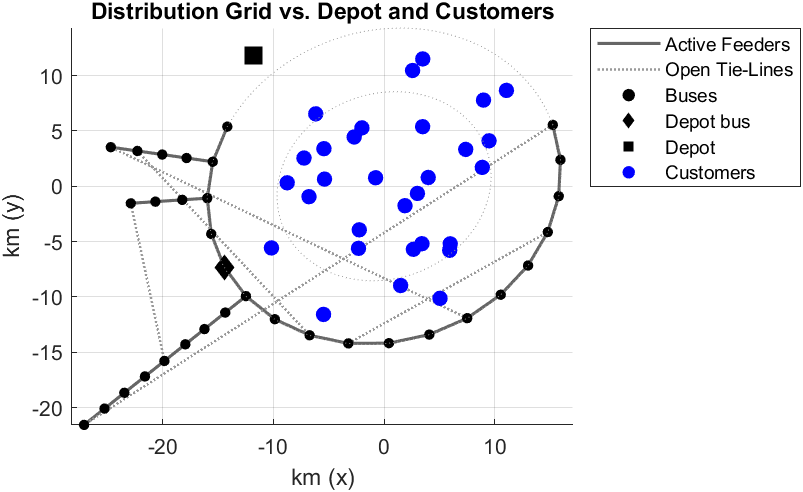 Distribution Grid vs. Depot and Customers
10
5
0
-5
-10
-15
-20
km (y)
-20
-10
0
10
km (x)
Active Feeders
Open Tie-Lines
Buses
Depot bus
Depot
Customers